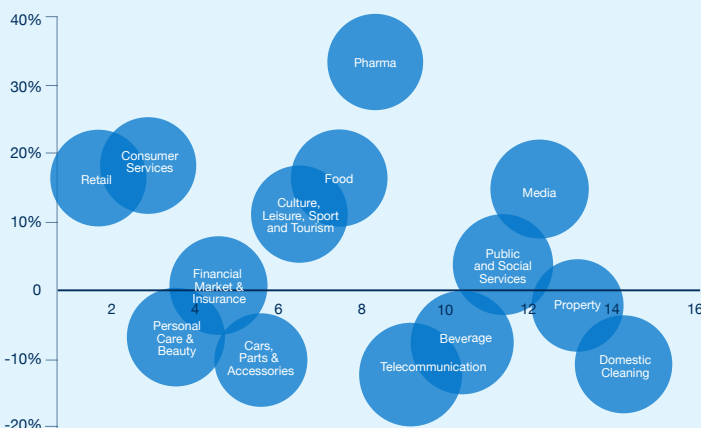 40%
Pharma
30%
20%
Consumer
Services
Retail
Food
Media
Culture,
Leisure, Sport
and Tourism
10%
Public
and Social
Services
Financial
Market &
Insurance
0
2
4
6
8
10
12
14
16
Property
Personal
Care &
Beauty
Cars,
Parts &
Accessories
Beverage
Telecommunication
Domestic
Cleaning
-10%
-20%